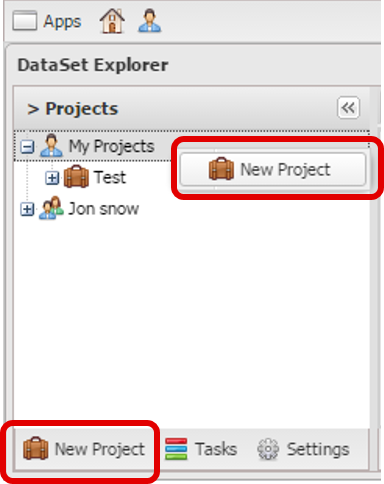 Apps
DataSet Explorer
> Projects
My Projects
New Project
Test
Jon snow
New Project Tasks Settings